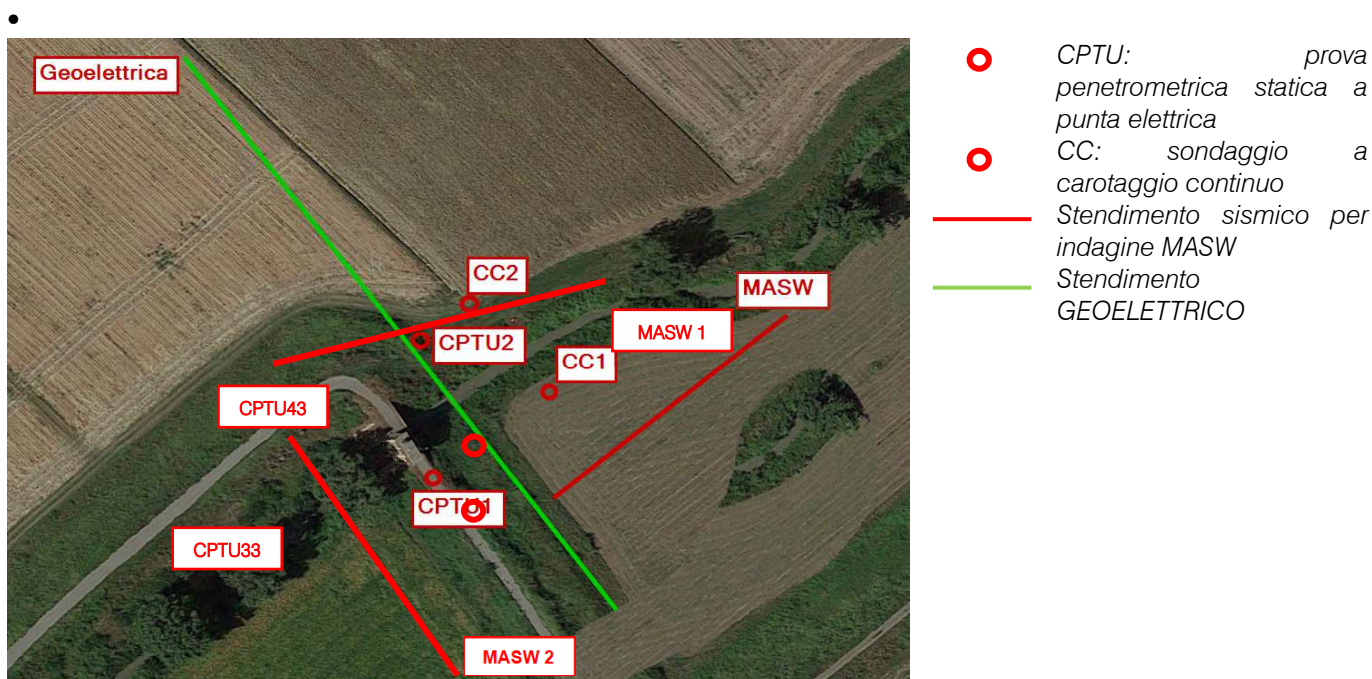 Geoelettrica
CC2
MASW
CPTU2
MASW 1
CC1
CPTU43
CPTU1
CPTU33
MASW 2
CPTU: prova
penetrometrica statica a
punta elettrica
CC: sondaggio a
carotaggio continuo
Stendimento sismico per
indagine MASW
Stendimento
GEOELETTRICO